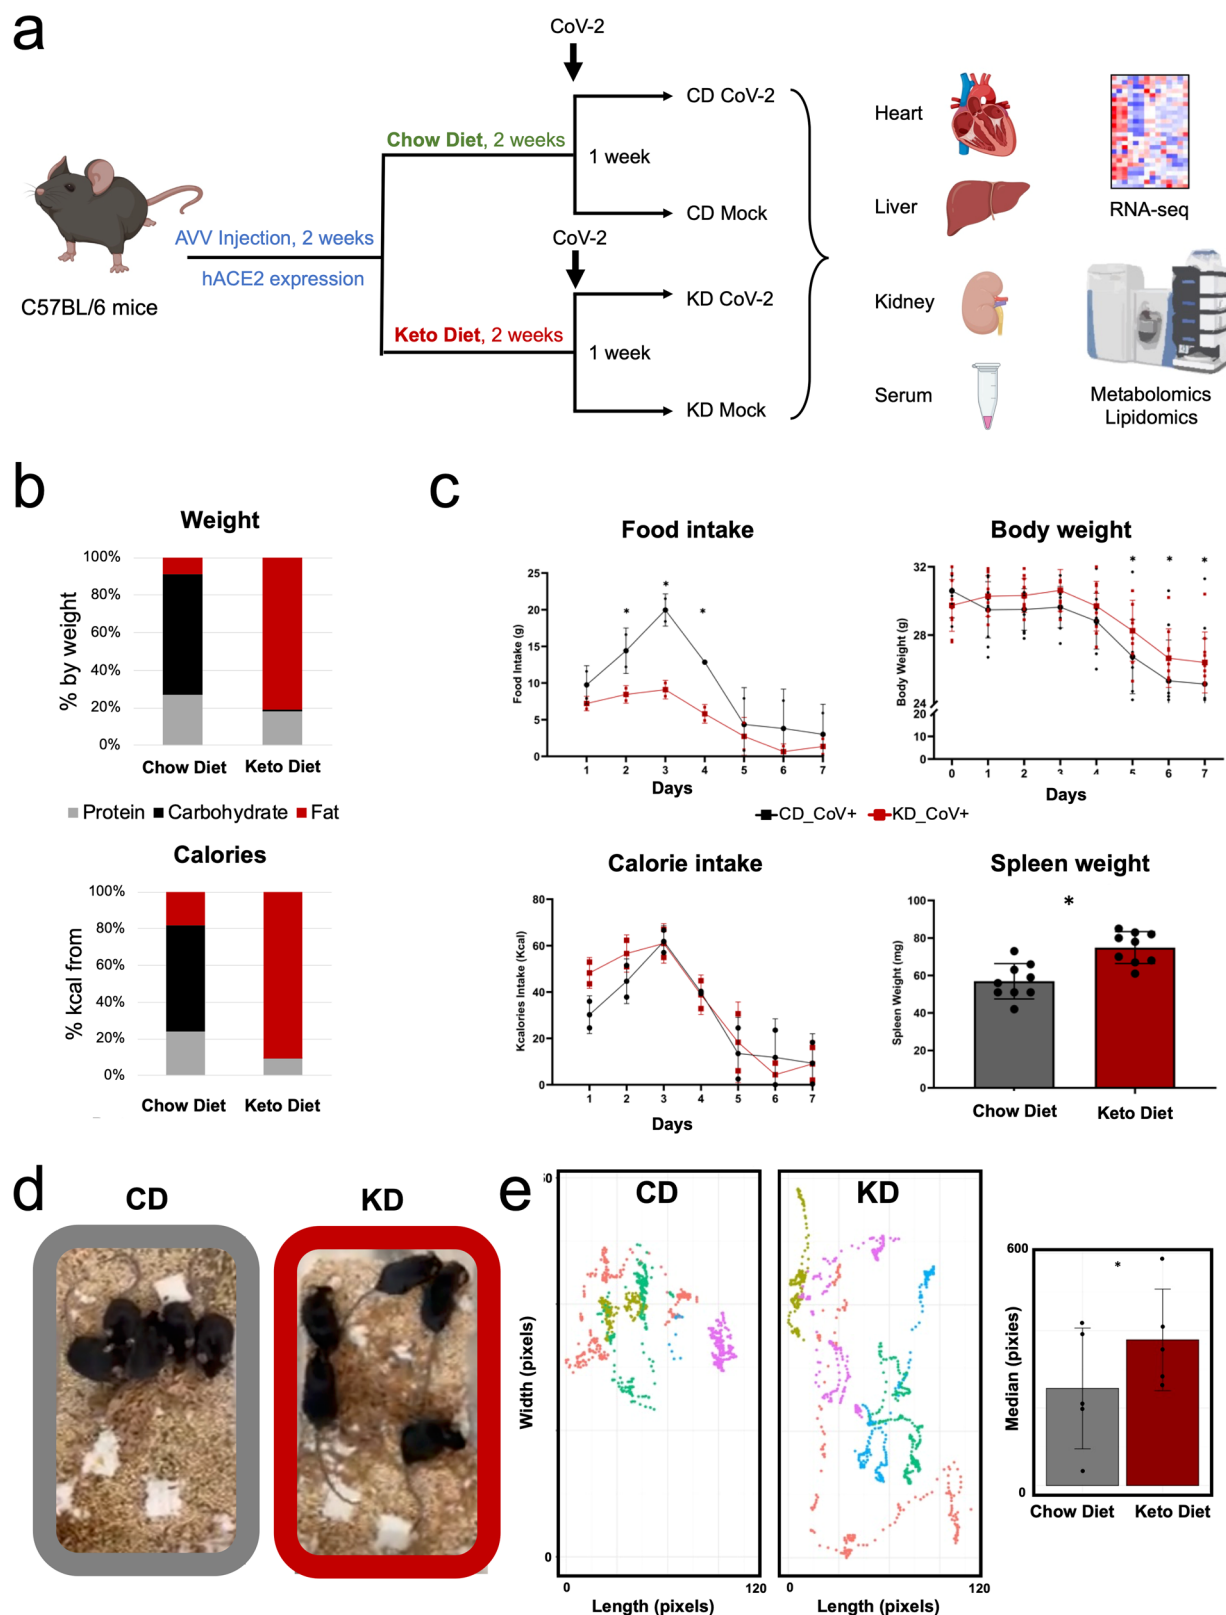 a
CoV-2
CD CoV-2
Chow Diet, 2 weeks
1 week
CD Mock
AVV Injection, 2 weeks
hACE2 expression
C57BL/6 mice
CoV-2
KD CoV-2
Keto Diet, 2 weeks
1 week
KD Mock
Heart
Liver
Kidney
Serum
RNA-seq
Metabolomics
Lipidomics
b
Weight
% by weight
100%
80%
60%
40%
20%
0%
Chow Diet
Keto Diet
Protein
Carbohydrate
Fat
Calories
% kcal from
100%
80%
60%
40%
20%
0%
Chow Diet
Keto Diet
c
Food intake
Food Intake (g)
25
20
15
10
5
0
* * *
1 2 3 4 5 6 7
Days
Body weight
Body Weight (g)
32
28
24
20
10
0
* * *
0 1 2 3 4 5 6 7
Days
CD_CoV+
KD_CoV+
Calorie intake
Kcalories Intake (Kcal)
80
60
40
20
0
1 2 3 4 5 6 7
Days
Spleen weight
Spleen Weight (mg)
100
80
60
40
20
0
*
Chow Diet
Keto Diet
d
CD
KD
e
CD
KD
Width (pixels)
0
0
120
Length (pixels)
0
120
Length (pixels)
Median (pixies)
600
0
*
Chow Diet
Keto Diet